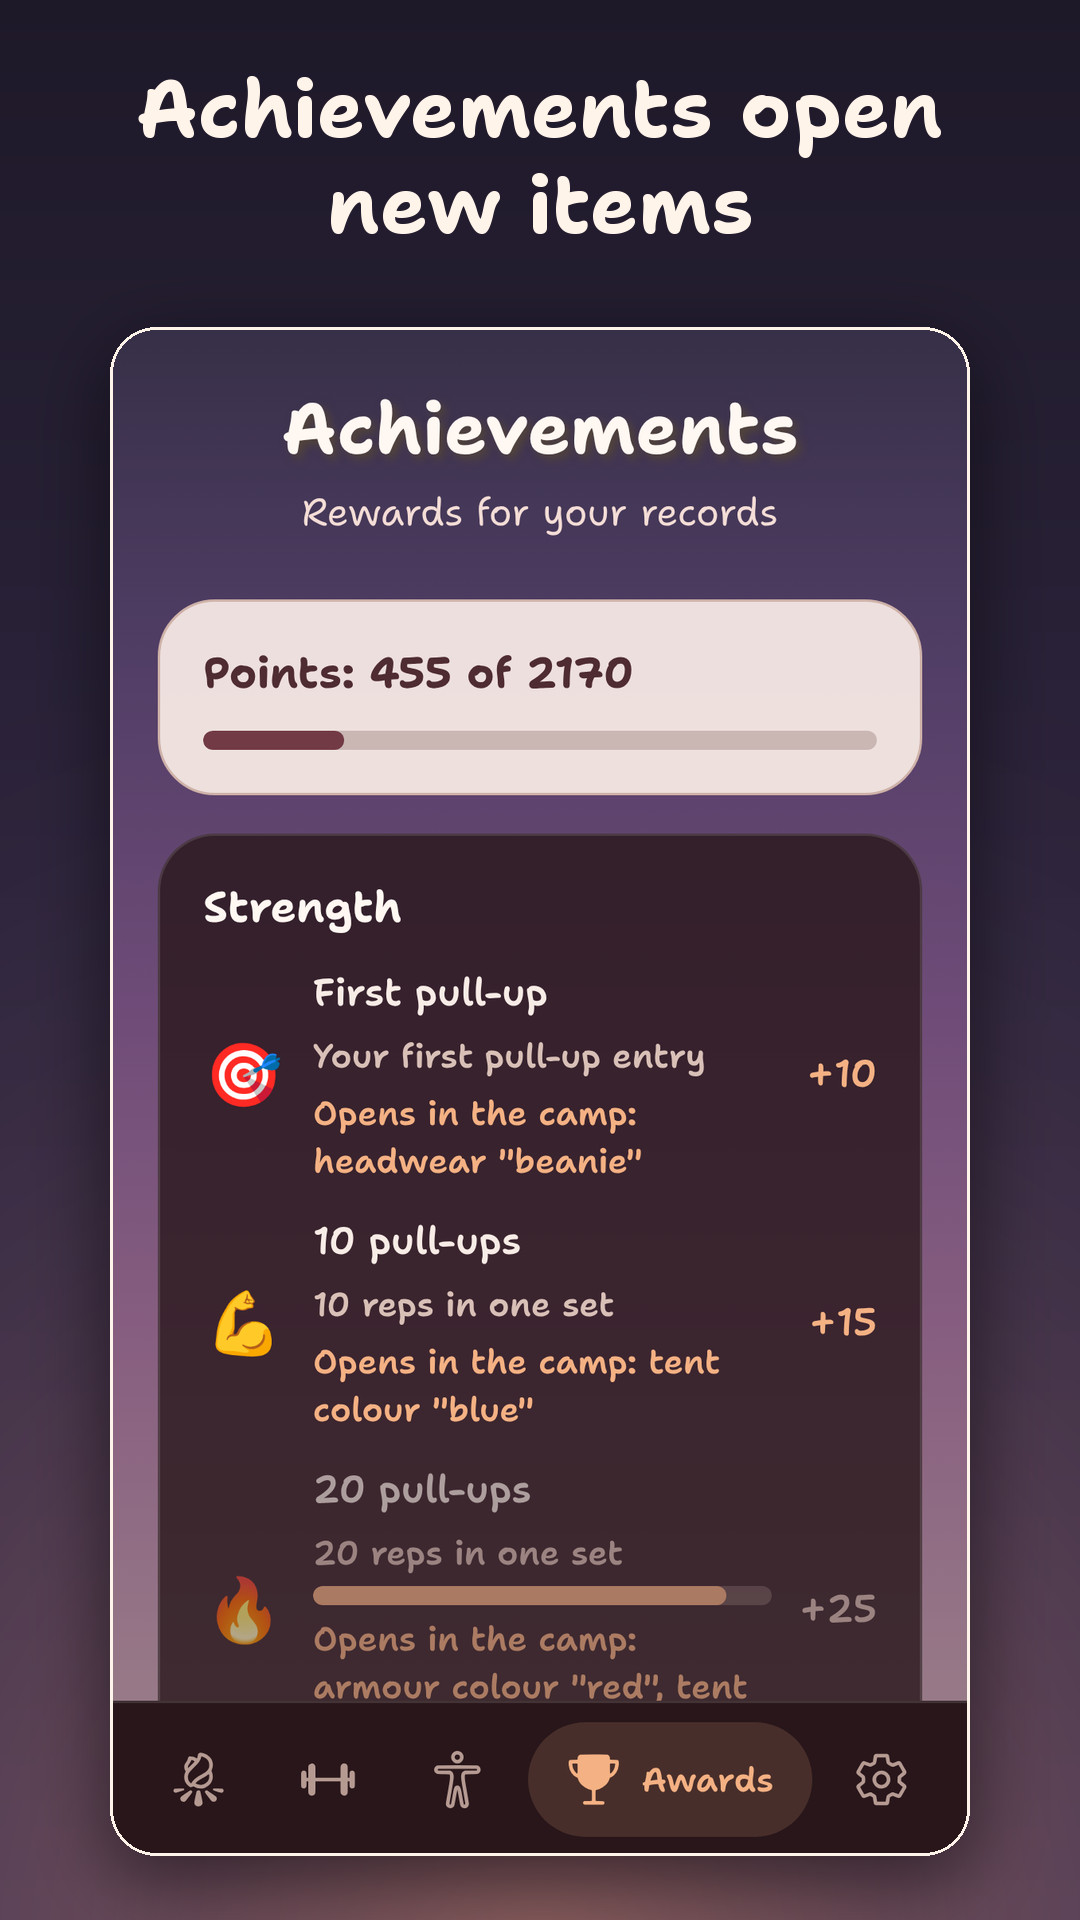 Achievements open
new items
Achievements
Rewards for your records
Points: 455 of 2170
Strength
First pull-up
Your first pull-up entry
+10
Opens in the camp:
headwear "beanie"
10 pull-ups
10 reps in one set
+15
Opens in the camp: tent
colour "blue"
20 pull-ups
20 reps in one set
+25
Opens in the camp:
armour colour "red", tent
Awards